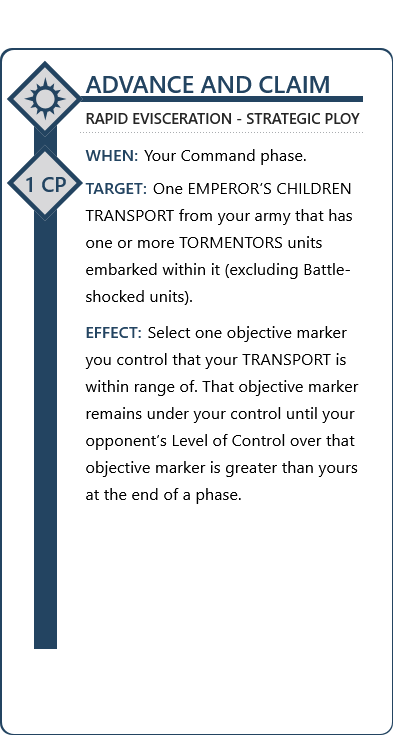 ADVANCE AND CLAIM
RAPID EVISCERATION - STRATEGIC PLOY
WHEN: Your Command phase.
1 CP
TARGET: One EMPEROR’S CHILDREN
TRANSPORT from your army that has
one or more TORMENTORS units
embarked within it (excluding Battle-
shocked units).
EFFECT: Select one objective marker
you control that your TRANSPORT is
within range of. That objective marker
remains under your control until your
opponent’s Level of Control over that
objective marker is greater than yours
at the end of a phase.